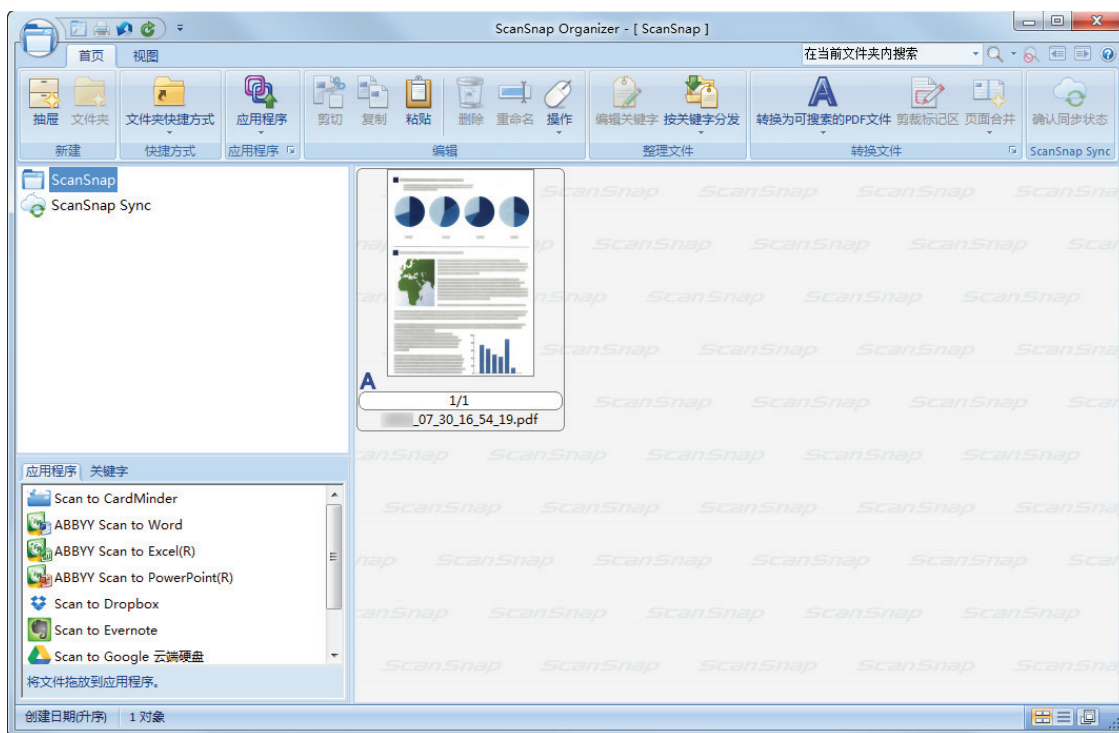 ScanSnap Organizer - [ ScanSnap ]
首页 视图 在当前文件夹内搜索
抽屉 文件夹 文件夹快捷方式 应用程序 剪切 复制 粘贴 删除 重命名 操作 编辑关键字 按关键字分发 转换为可搜索的PDF文件 剪裁标记区 页面合并 确认同步状态
新建 快捷方式 应用程序 编辑 整理文件 转换文件 ScanSnap Sync
ScanSnap
ScanSnap Sync
A
1/1
_07_30_16_54_19.pdf
应用程序 关键字
Scan to CardMinder
ABBYY Scan to Word
ABBYY Scan to Excel(R)
ABBYY Scan to PowerPoint(R)
Scan to Dropbox
Scan to Evernote
Scan to Google 云端硬盘
将文件拖放到应用程序。
创建日期(升序) 1 对象